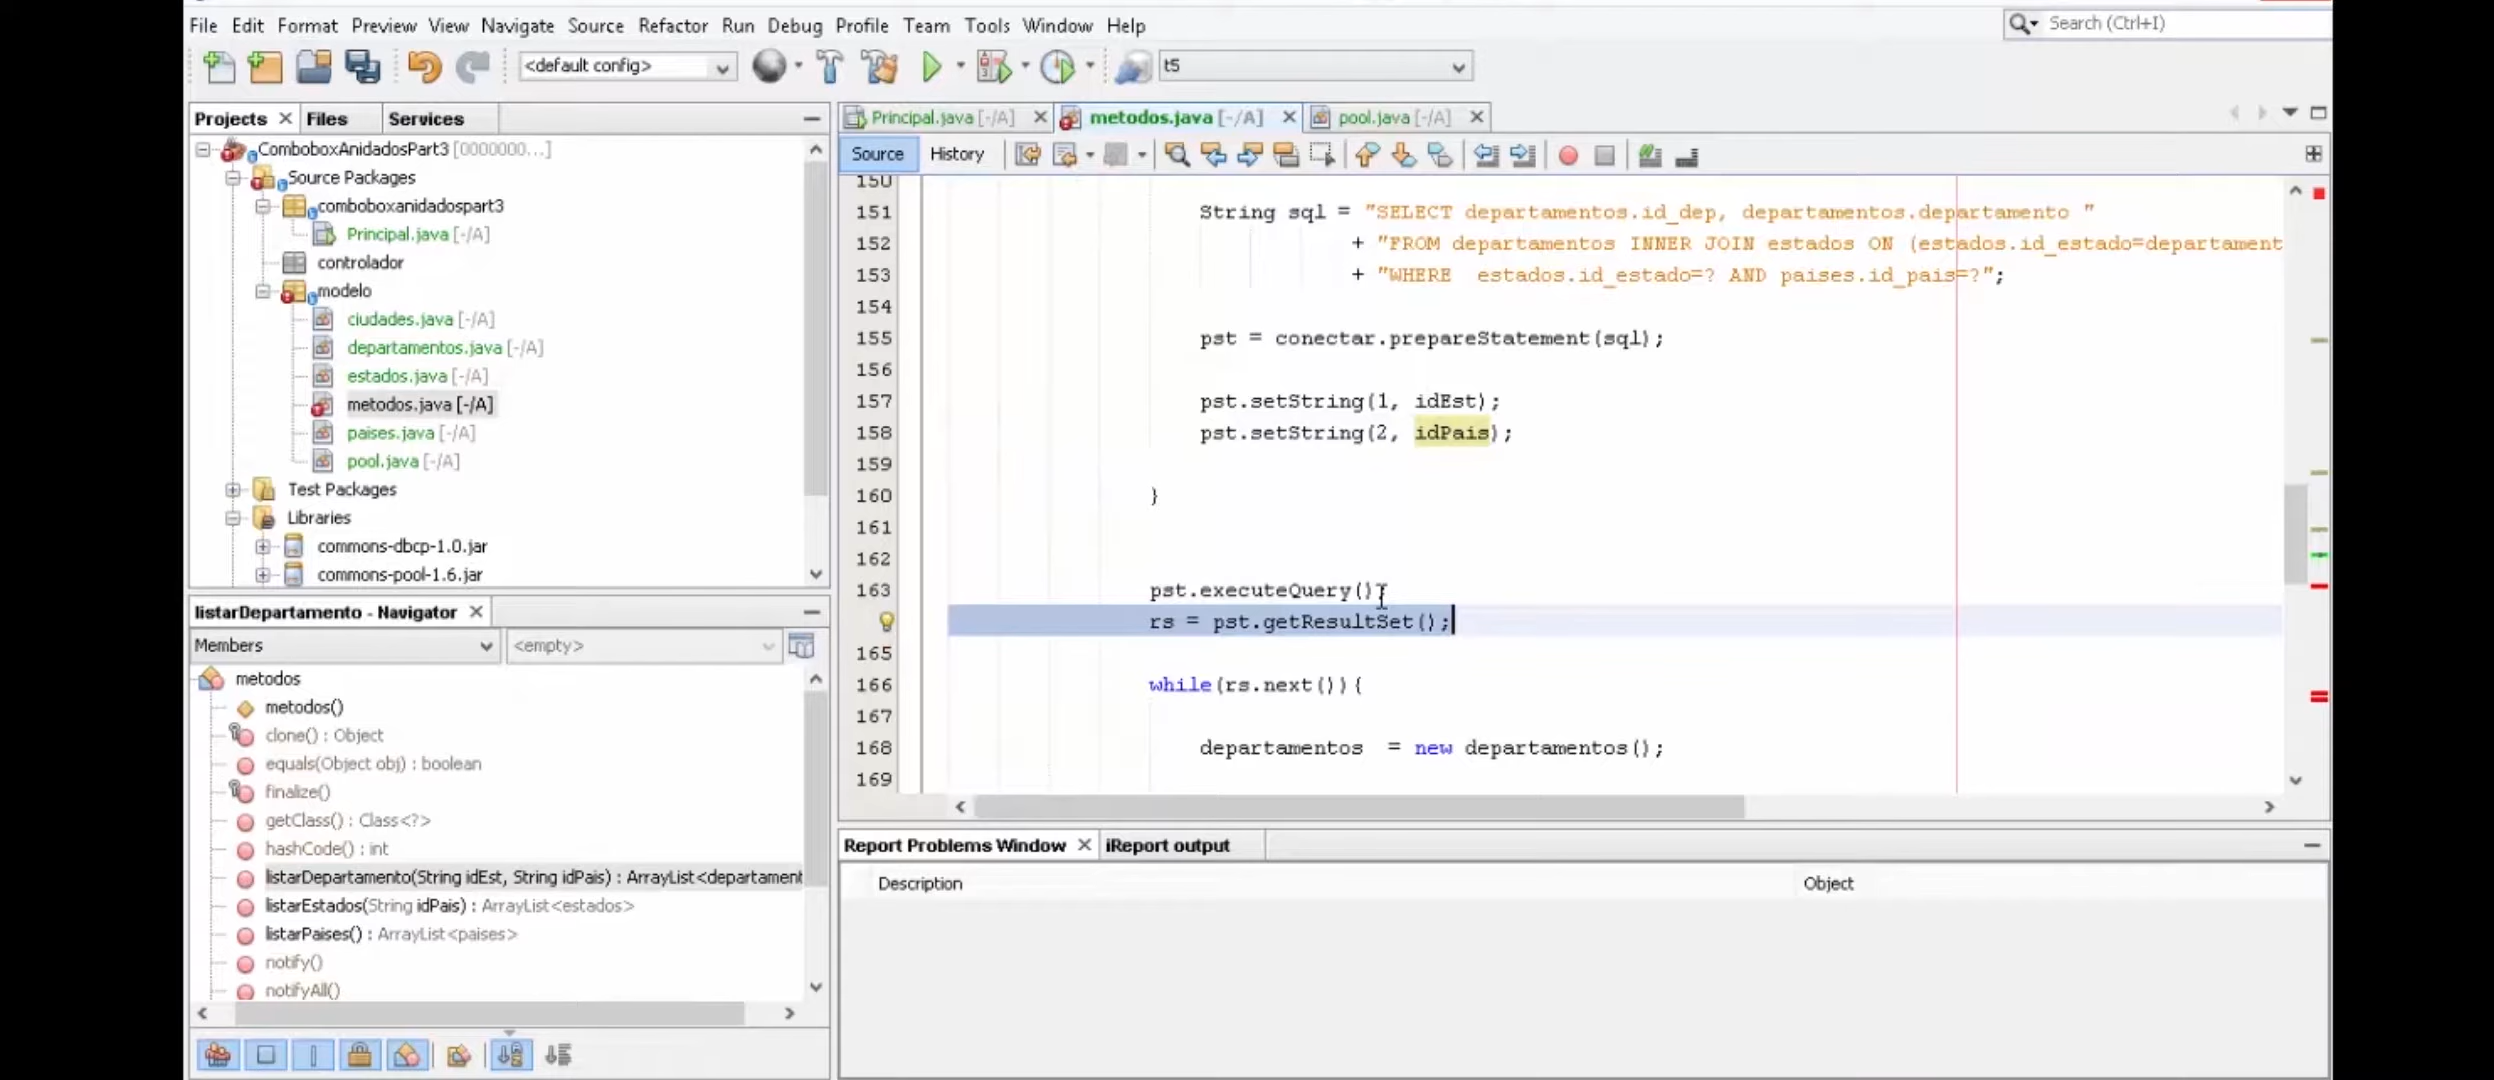 File Edit Format Preview View Navigate Source Refactor Run Debug Profile Team Tools Window Help
Search (Ctrl+I)
<default config>
t5
Projects
Files
Services
ComboboxAnidadosPart3 [0000000...]
Source Packages
comboboxanidadospart3
Principal.java [-/A]
controlador
modelo
ciudades.java [-/A]
departamentos.java [-/A]
estados.java [-/A]
metodos.java [-/A]
paises.java [-/A]
pool.java [-/A]
Test Packages
Libraries
commons-dbcp-1.0.jar
commons-pool-1.6.jar
listarDepartamento - Navigator
Members
<empty>
metodos
metodos()
clone() : Object
equals(Object obj) : boolean
finalize()
getClass() : Class<?>
hashCode() : int
listarDepartamento(String idEst, String idPais) : ArrayList<departament
listarEstados(String idPais) : ArrayList<estados>
listarPaises() : ArrayList<paises>
notify()
notifyAll()
Principal.java [-/A]
metodos.java [-/A]
pool.java [-/A]
Source
History
150
151 String sql = "SELECT departamentos.id_dep, departamentos.departamento "
152 + "FROM departamentos INNER JOIN estados ON (estados.id_estado=departament
153 + "WHERE  estados.id_estado=? AND paises.id_pais=?";
154
155 pst = conectar.prepareStatement(sql);
156
157 pst.setString(1, idEst);
158 pst.setString(2, idPais);
159
160 }
161
162
163 pst.executeQuery();
rs = pst.getResultSet();
165
166 while(rs.next()){
167
168 departamentos  = new departamentos();
169
Report Problems Window
iReport output
Description
Object